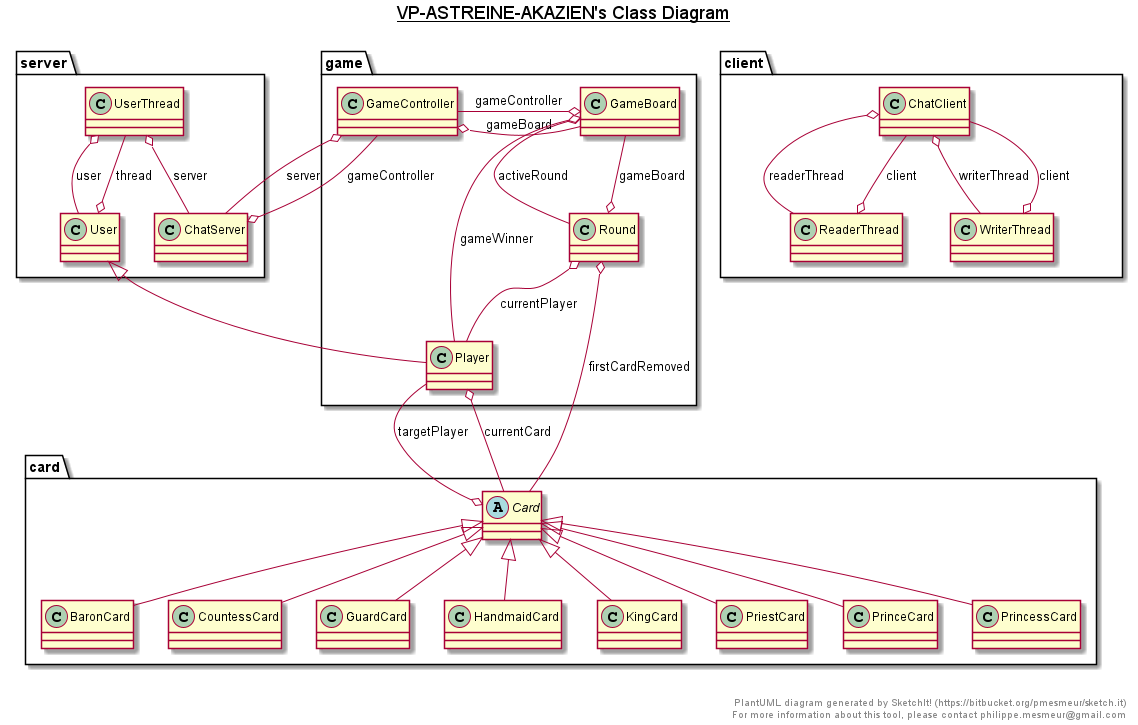 VP-ASTREINE-AKAZIEN's Class Diagram
server
game
client
C UserThread
C GameController
C GameBoard
C ChatClient
gameController
gameBoard
user
thread
server
server
gameController
activeRound
gameBoard
readerThread
client
writerThread
client
C User
C ChatServer
C Round
C ReaderThread
C WriterThread
gameWinner
currentPlayer
C Player
firstCardRemoved
targetPlayer
currentCard
card
A Card
C BaronCard
C CountessCard
C GuardCard
C HandmaidCard
C KingCard
C PriestCard
C PrinceCard
C PrincessCard
PlantUML diagram generated by SketchIt! (https://bitbucket.org/pmesmeur/sketch.it)
For more information about this tool, please contact philippe.mesmeur@gmail.com